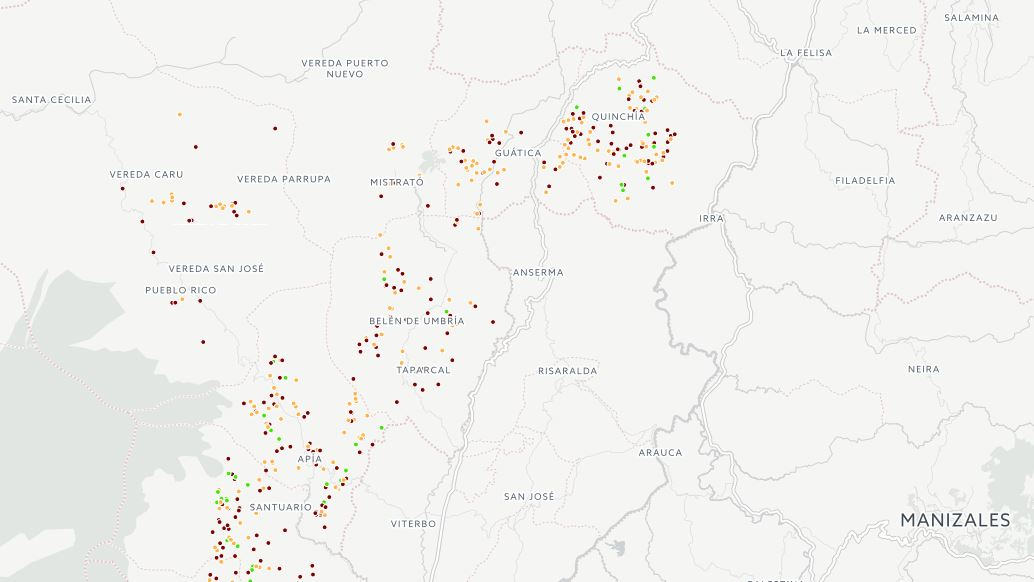 SALAMINA
LA MERCED
LA FELISA
VEREDA PUERTO
NUEVO
SANTA CECILIA
QUINCHÍA
GUÁTICA
VEREDA CARU
VEREDA PARRUPA
MISTRATÓ
FILADELFIA
IRRA
ARANZAZU
VEREDA SAN JOSÉ
ANSERMA
PUEBLO RICO
BELÉN DE UMBRÍA
TAPARCAL
RISARALDA
NEIRA
APÍA
ARAUCA
SAN JOSÉ
SANTUARIO
VITERBO
MANIZALES